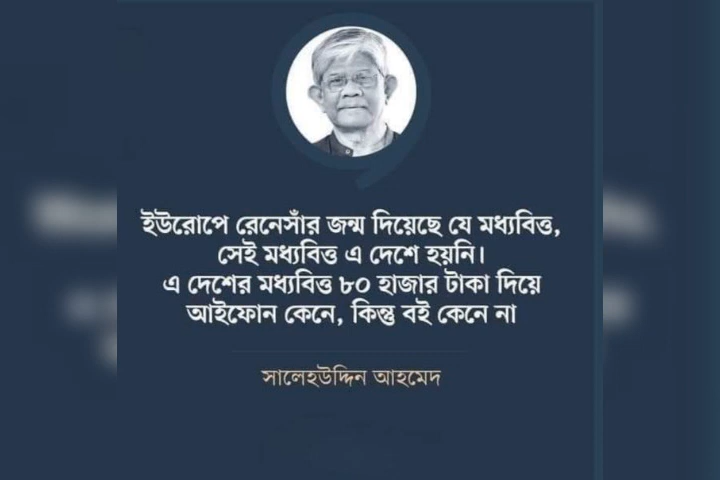 ইউরোপে রেনেসাঁর জন্ম দিয়েছে যে মধ্যবিত্ত,
সেই মধ্যবিত্ত এ দেশে হয়নি।
এ দেশের মধ্যবিত্ত ৮০ হাজার টাকা দিয়ে
আইফোন কেনে, কিন্তু বই কেনে না
সালেহউদ্দিন আহমেদ